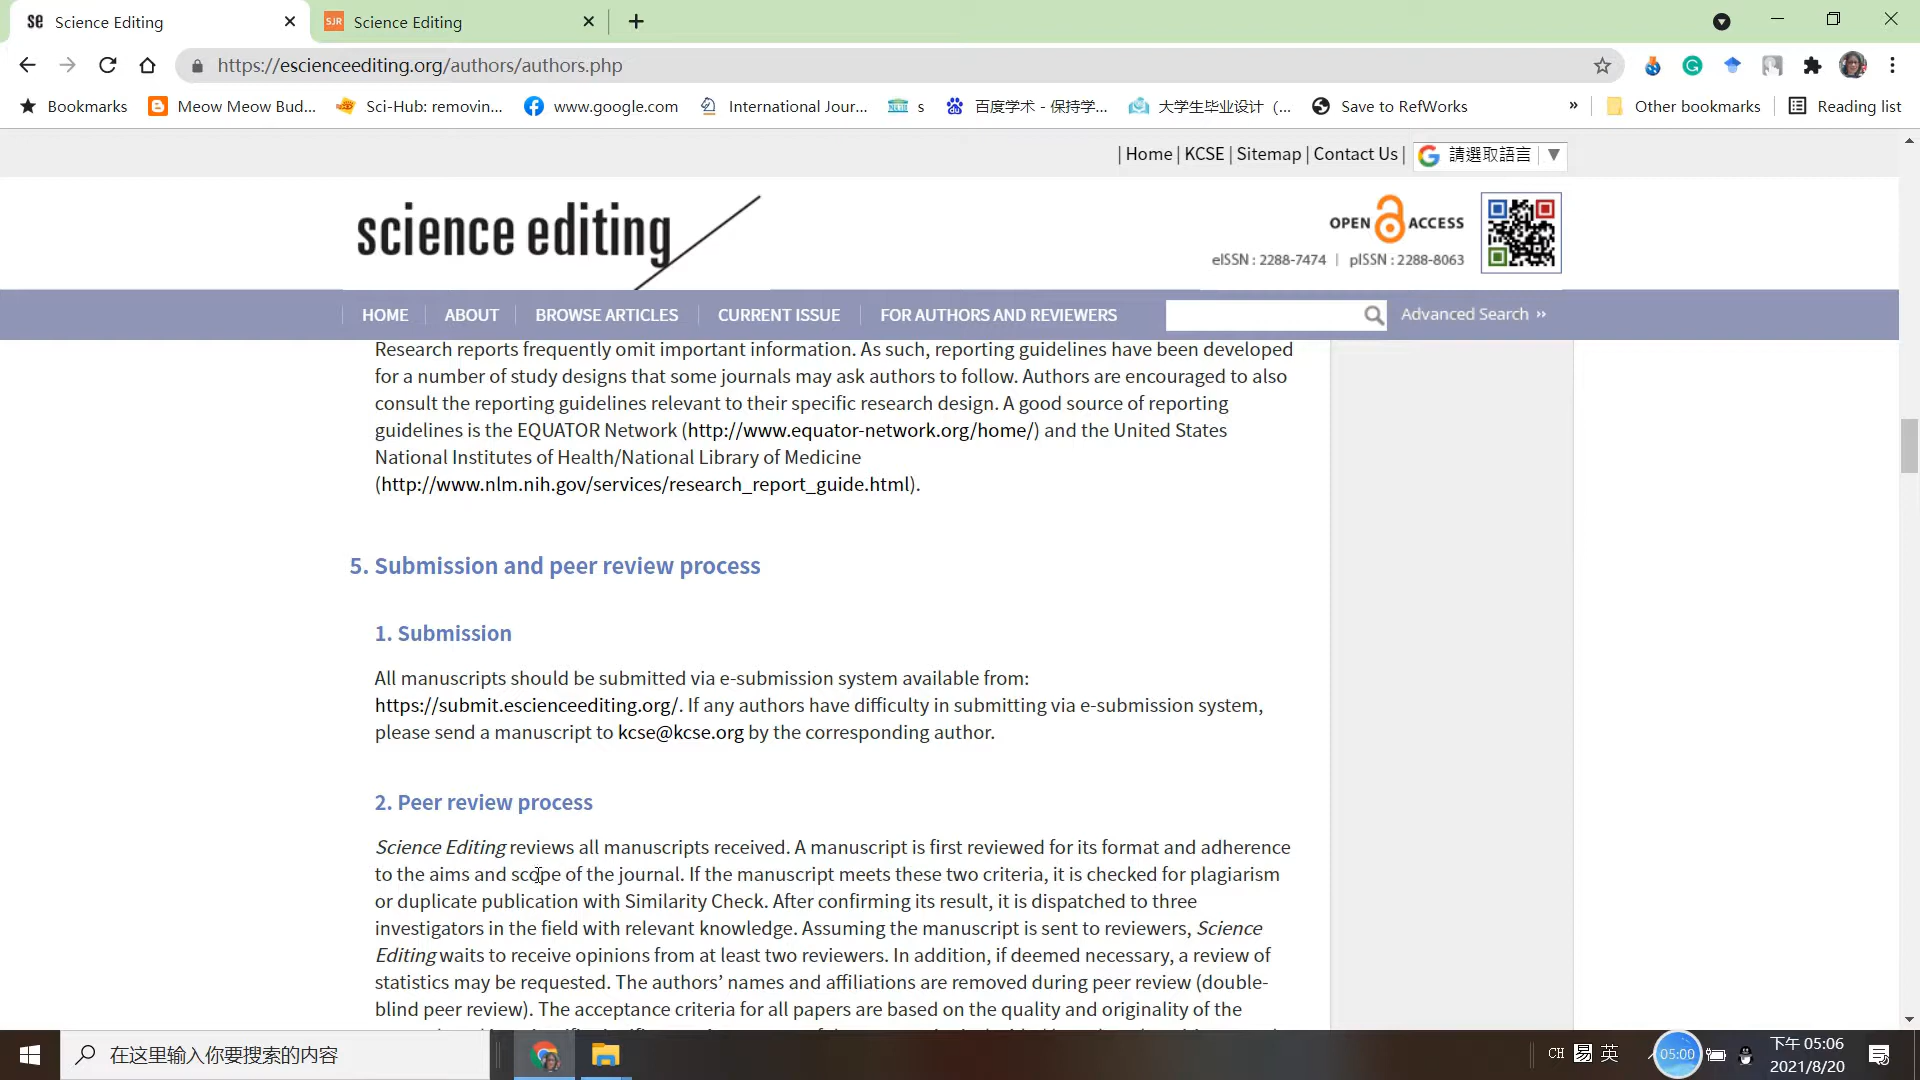 se Science Editing
SJR Science Editing
https://escienceediting.org/authors/authors.php
Bookmarks Meow Meow Bud... Sci-Hub: removin... www.google.com International Jour... s 百度学术 - 保持学... 大学生毕业设计（... Save to RefWorks » Other bookmarks Reading list
| Home | KCSE | Sitemap | Contact Us | 請選取語言 ▼
science editing
OPEN ACCESS
eISSN : 2288-7474 | pISSN : 2288-8063
HOME ABOUT BROWSE ARTICLES CURRENT ISSUE FOR AUTHORS AND REVIEWERS Advanced Search ››
Research reports frequently omit important information. As such, reporting guidelines have been developed
for a number of study designs that some journals may ask authors to follow. Authors are encouraged to also
consult the reporting guidelines relevant to their specific research design. A good source of reporting
guidelines is the EQUATOR Network (http://www.equator-network.org/home/) and the United States
National Institutes of Health/National Library of Medicine
(http://www.nlm.nih.gov/services/research_report_guide.html).
5. Submission and peer review process
1. Submission
All manuscripts should be submitted via e-submission system available from:
https://submit.escienceediting.org/. If any authors have difficulty in submitting via e-submission system,
please send a manuscript to kcse@kcse.org by the corresponding author.
2. Peer review process
Science Editing reviews all manuscripts received. A manuscript is first reviewed for its format and adherence
to the aims and scope of the journal. If the manuscript meets these two criteria, it is checked for plagiarism
or duplicate publication with Similarity Check. After confirming its result, it is dispatched to three
investigators in the field with relevant knowledge. Assuming the manuscript is sent to reviewers, Science
Editing waits to receive opinions from at least two reviewers. In addition, if deemed necessary, a review of
statistics may be requested. The authors’ names and affiliations are removed during peer review (double-
blind peer review). The acceptance criteria for all papers are based on the quality and originality of the
在这里输入你要搜索的内容
CH 易 英 05:00 下午 05:06
2021/8/20